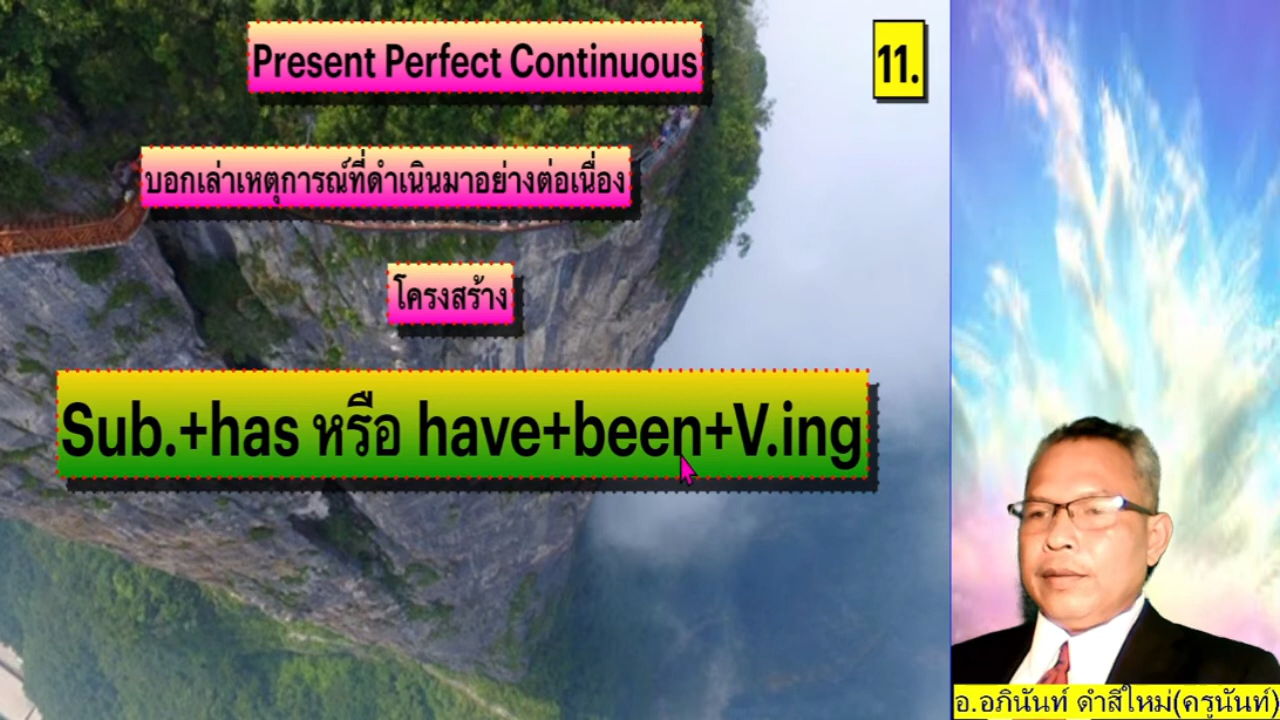 Present Perfect Continuous
11.
บอกเล่าเหตุการณ์ที่ดำเนินมาอย่างต่อเนื่อง
โครงสร้าง
Sub.+has หรือ have+been+V.ing
อ.อภินันท์ ดำสีใหม่(ครูนันท์)